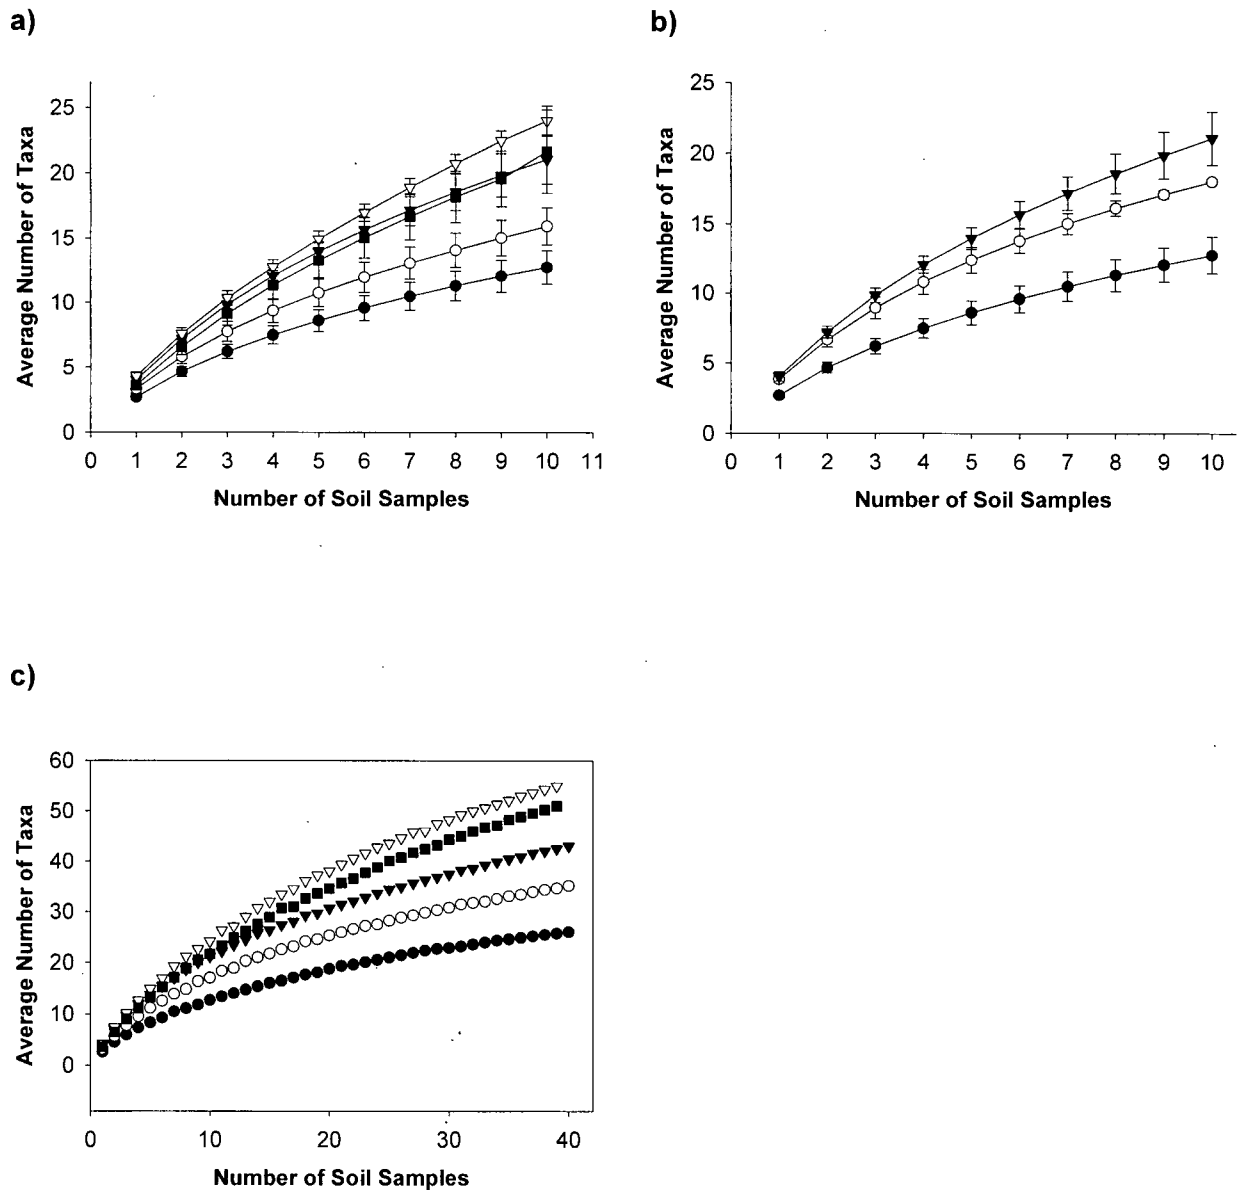 a)
25
20
15
10
5
0
Average Number of Taxa
0 1 2 3 4 5 6 7 8 9 10 11
Number of Soil Samples
b)
25
20
15
10
5
0
Average Number of Taxa
0 1 2 3 4 5 6 7 8 9 10
Number of Soil Samples
c)
60
50
40
30
20
10
0
Average Number of Taxa
0 10 20 30 40
Number of Soil Samples